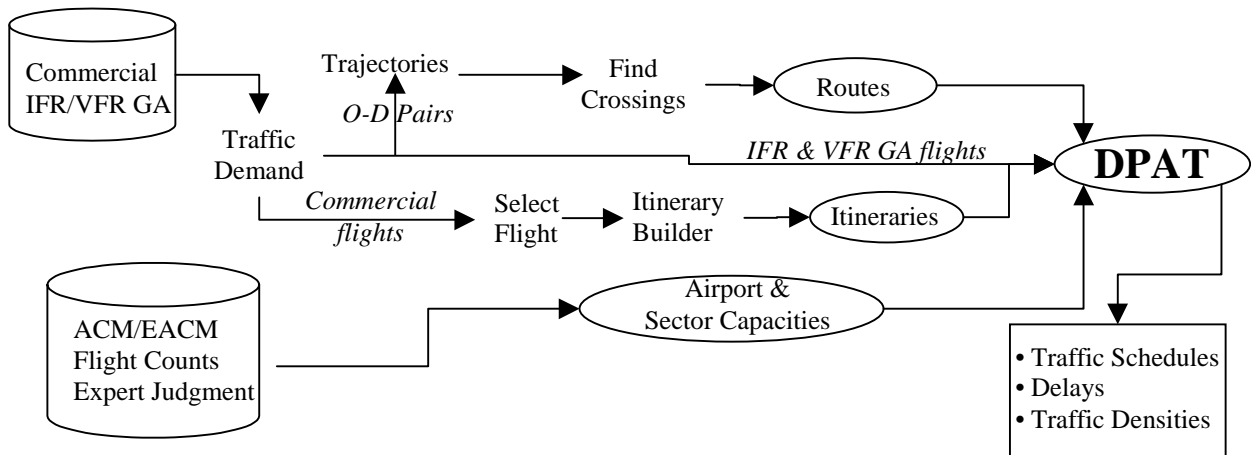 Commercial
IFR/VFR GA
Traffic
Demand
Trajectories
O-D Pairs
Find
Crossings
Routes
IFR & VFR GA flights
DPAT
Commercial
flights
Select
Flight
Itinerary
Builder
Itineraries
ACM/EACM
Flight Counts
Expert Judgment
Airport &
Sector Capacities
• Traffic Schedules
• Delays
• Traffic Densities